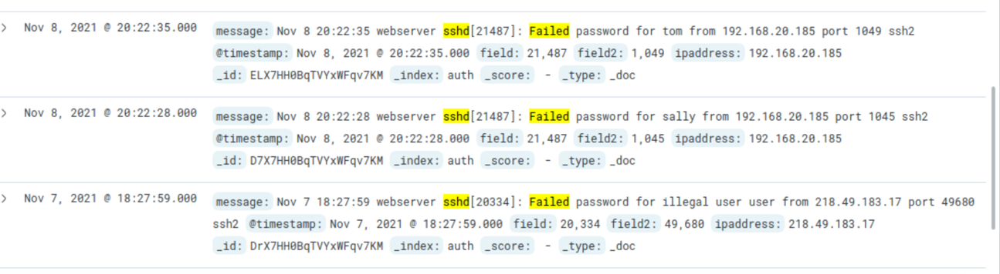 Nov 8, 2021 @ 20:22:35.000 message: Nov 8 20:22:35 webserver sshd[21487]: Failed password for tom from 192.168.20.185 port 1049 ssh2
@timestamp: Nov 8, 2021 @ 20:22:35.000 field: 21,487 field2: 1,049 ipaddress: 192.168.20.185
_id: ELX7HH0BqTVYxWFqv7KM _index: auth _score: - _type: _doc
Nov 8, 2021 @ 20:22:28.000 message: Nov 8 20:22:28 webserver sshd[21487]: Failed password for sally from 192.168.20.185 port 1045 ssh2
@timestamp: Nov 8, 2021 @ 20:22:28.000 field: 21,487 field2: 1,045 ipaddress: 192.168.20.185
_id: D7X7HH0BqTVYxWFqv7KM _index: auth _score: - _type: _doc
Nov 7, 2021 @ 18:27:59.000 message: Nov 7 18:27:59 webserver sshd[20334]: Failed password for illegal user user from 218.49.183.17 port 49680
ssh2 @timestamp: Nov 7, 2021 @ 18:27:59.000 field: 20,334 field2: 49,680 ipaddress: 218.49.183.17
_id: DrX7HH0BqTVYxWFqv7KM _index: auth _score: - _type: _doc